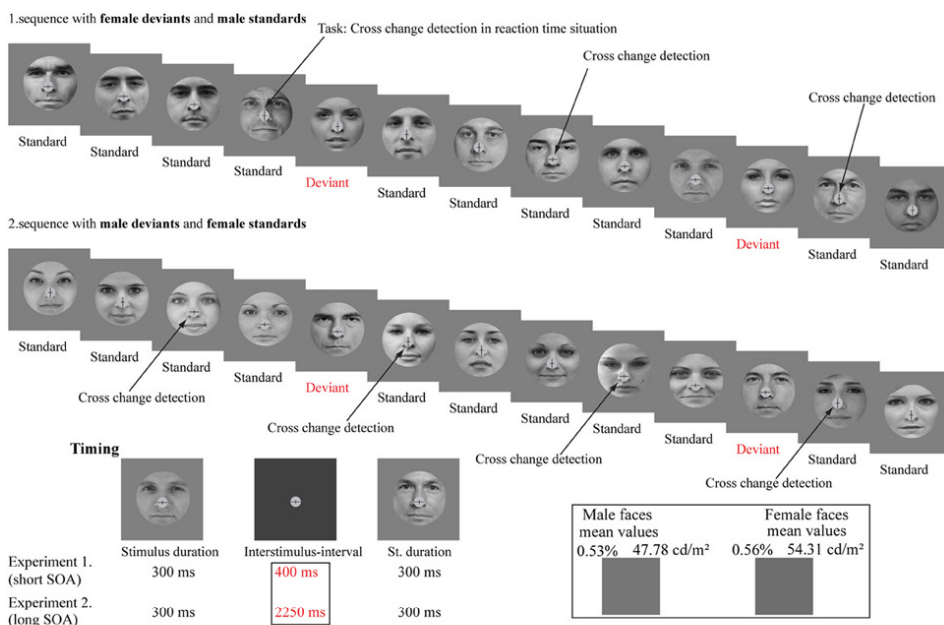 1.sequence with female deviants and male standards
Task: Cross change detection in reaction time situation
Cross change detection
Cross change detection
Standard
Standard
Standard
Standard
Deviant
Standard
Standard
Standard
Standard
Standard
Deviant
Standard
Standard
2.sequence with male deviants and female standards
Standard
Standard
Standard
Standard
Deviant
Standard
Standard
Standard
Standard
Standard
Deviant
Standard
Standard
Cross change detection
Cross change detection
Cross change detection
Cross change detection
Timing
Stimulus duration
Interstimulus-interval
St. duration
Experiment 1.
(short SOA)
300 ms
400 ms
300 ms
Experiment 2.
(long SOA)
300 ms
2250 ms
300 ms
Male faces
mean values
0.53% 47.78 cd/m²
Female faces
mean values
0.56% 54.31 cd/m²